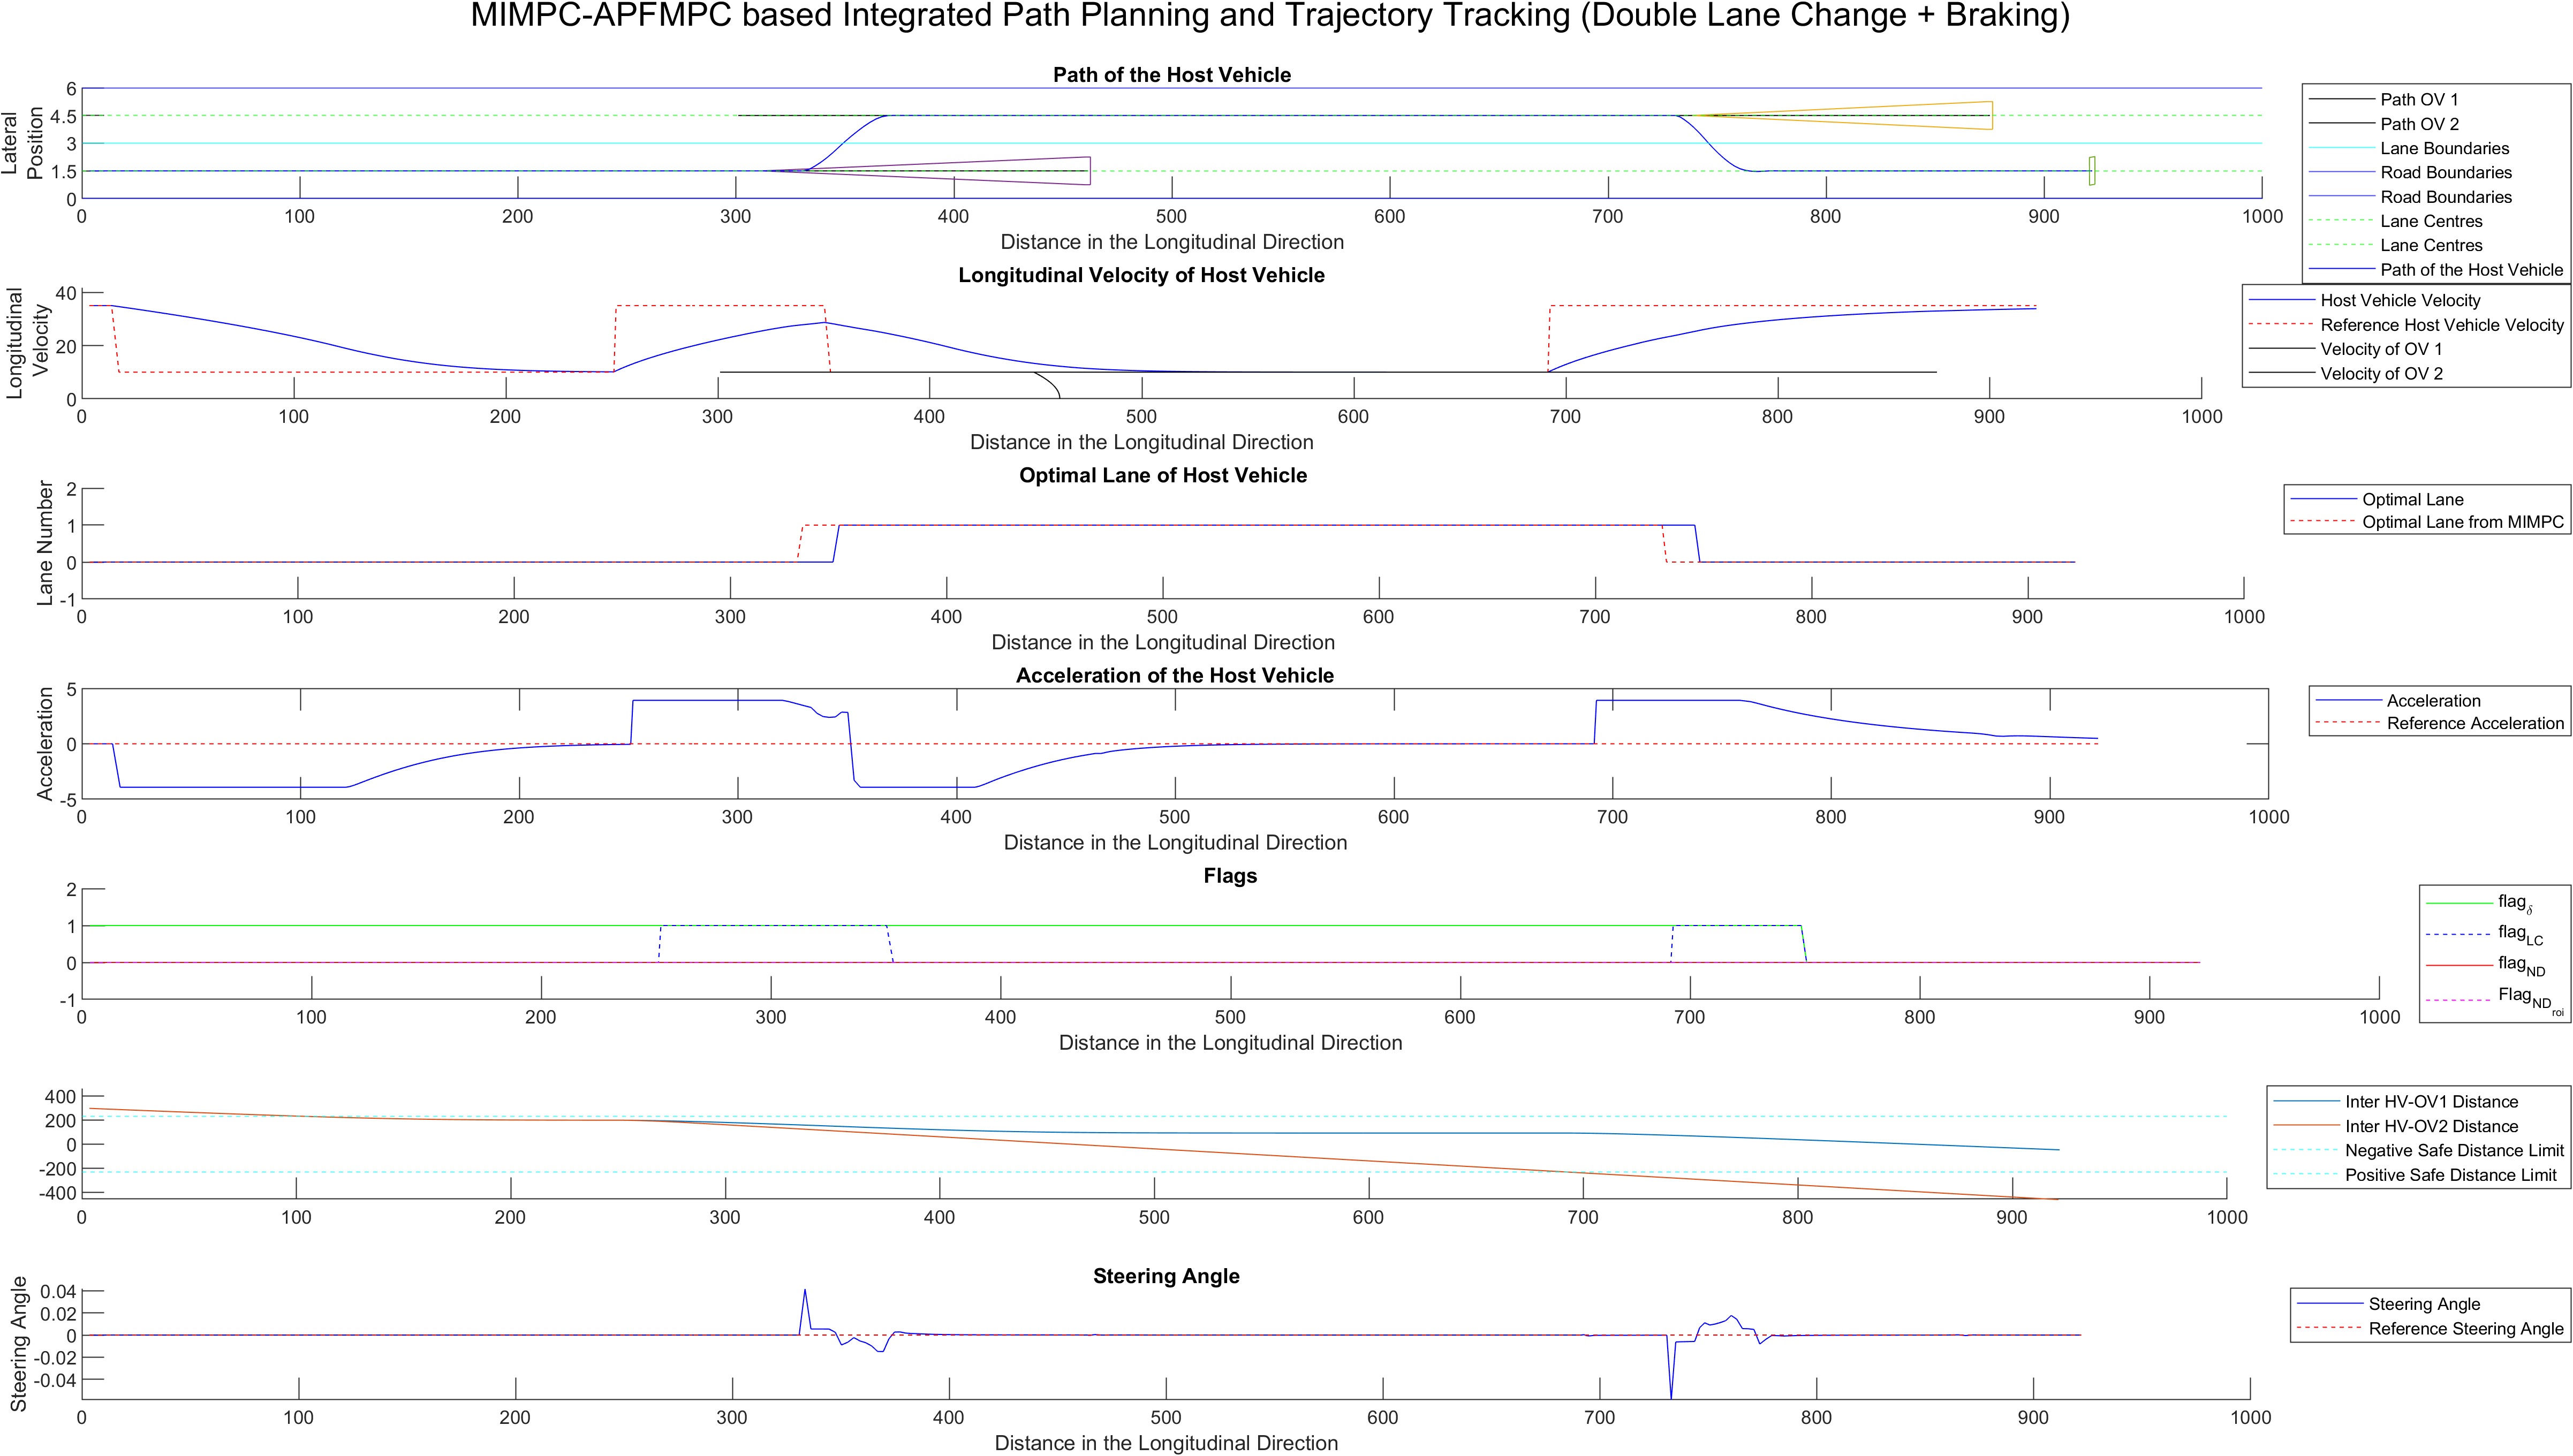 MIMPC-APFMPC based Integrated Path Planning and Trajectory Tracking (Double Lane Change + Braking)
Path of the Host Vehicle
Lateral
Position
6
4.5
3
1.5
0
0 100 200 300 400 500 600 700 800 900 1000
Distance in the Longitudinal Direction
Path OV 1
Path OV 2
Lane Boundaries
Road Boundaries
Road Boundaries
Lane Centres
Lane Centres
Path of the Host Vehicle
Longitudinal Velocity of Host Vehicle
Longitudinal
Velocity
40
20
0
0 100 200 300 400 500 600 700 800 900 1000
Distance in the Longitudinal Direction
Host Vehicle Velocity
Reference Host Vehicle Velocity
Velocity of OV 1
Velocity of OV 2
Optimal Lane of Host Vehicle
Lane Number
2
1
0
-1
0 100 200 300 400 500 600 700 800 900 1000
Distance in the Longitudinal Direction
Optimal Lane
Optimal Lane from MIMPC
Acceleration of the Host Vehicle
Acceleration
5
0
-5
0 100 200 300 400 500 600 700 800 900 1000
Distance in the Longitudinal Direction
Acceleration
Reference Acceleration
Flags
2
1
0
-1
0 100 200 300 400 500 600 700 800 900 1000
Distance in the Longitudinal Direction
flagδ
flagLC
flagND
FlagNDroi
400
200
0
-200
-400
0 100 200 300 400 500 600 700 800 900 1000
Inter HV-OV1 Distance
Inter HV-OV2 Distance
Negative Safe Distance Limit
Positive Safe Distance Limit
Steering Angle
Steering Angle
0.04
0.02
0
-0.02
-0.04
0 100 200 300 400 500 600 700 800 900 1000
Distance in the Longitudinal Direction
Steering Angle
Reference Steering Angle